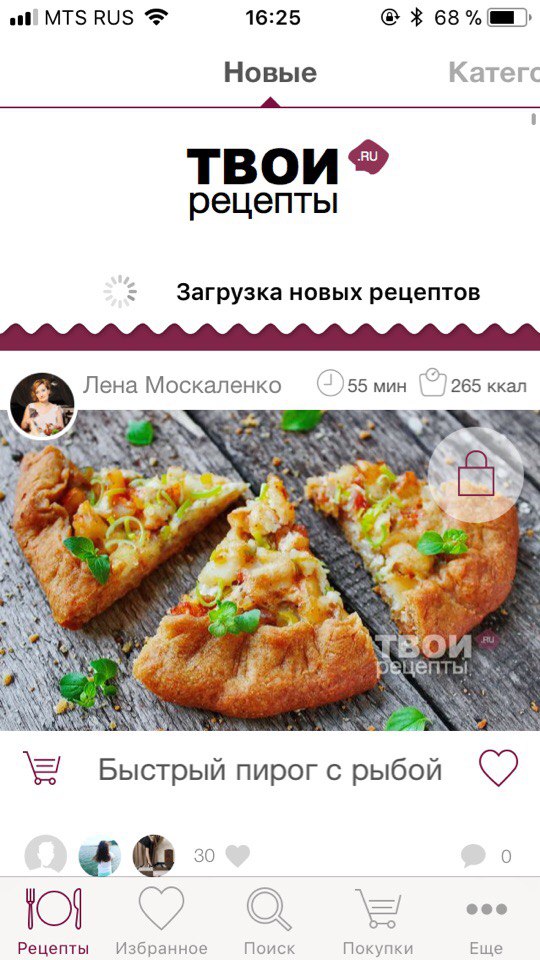 MTS RUS 16:25 68 %
Новые Катего
ТВОИ .RU
рецепты
Загрузка новых рецептов
Лена Москаленко 55 мин 265 ккал
ТВОИ .RU
рецепты
Быстрый пирог с рыбой
30 0
Рецепты Избранное Поиск Покупки Еще